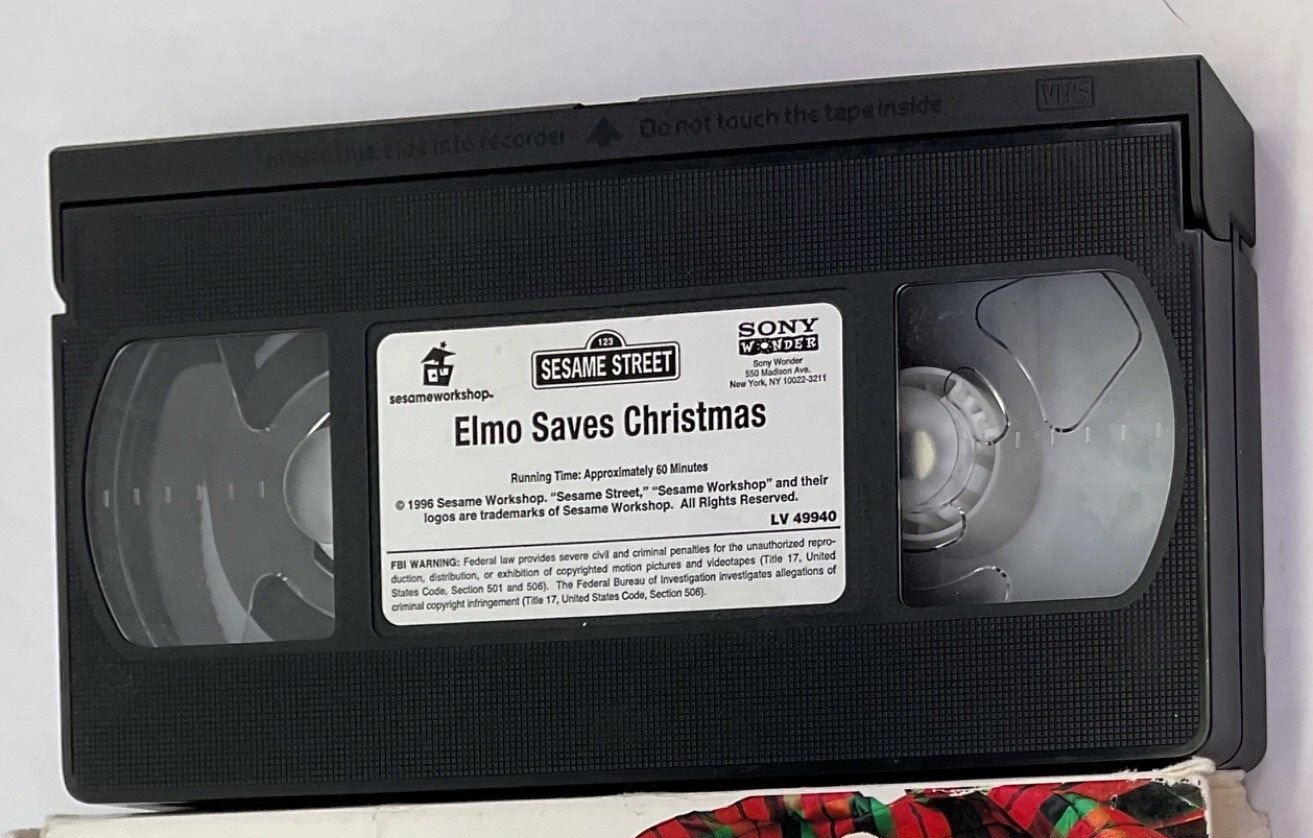 Insert this side into recorder Do not touch the tape inside VHS
sesameworkshop™
123
SESAME STREET
SONY
WONDER
Sony Wonder
550 Madison Ave.
New York, NY 10022-3211
Elmo Saves Christmas
Running Time: Approximately 60 Minutes
© 1996 Sesame Workshop. “Sesame Street,” “Sesame Workshop” and their
logos are trademarks of Sesame Workshop. All Rights Reserved.
LV 49940
FBI WARNING: Federal law provides severe civil and criminal penalties for the unauthorized repro-
duction, distribution, or exhibition of copyrighted motion pictures and videotapes (Title 17, United
States Code, Section 501 and 506). The Federal Bureau of Investigation investigates allegations of
criminal copyright infringement (Title 17, United States Code, Section 506).